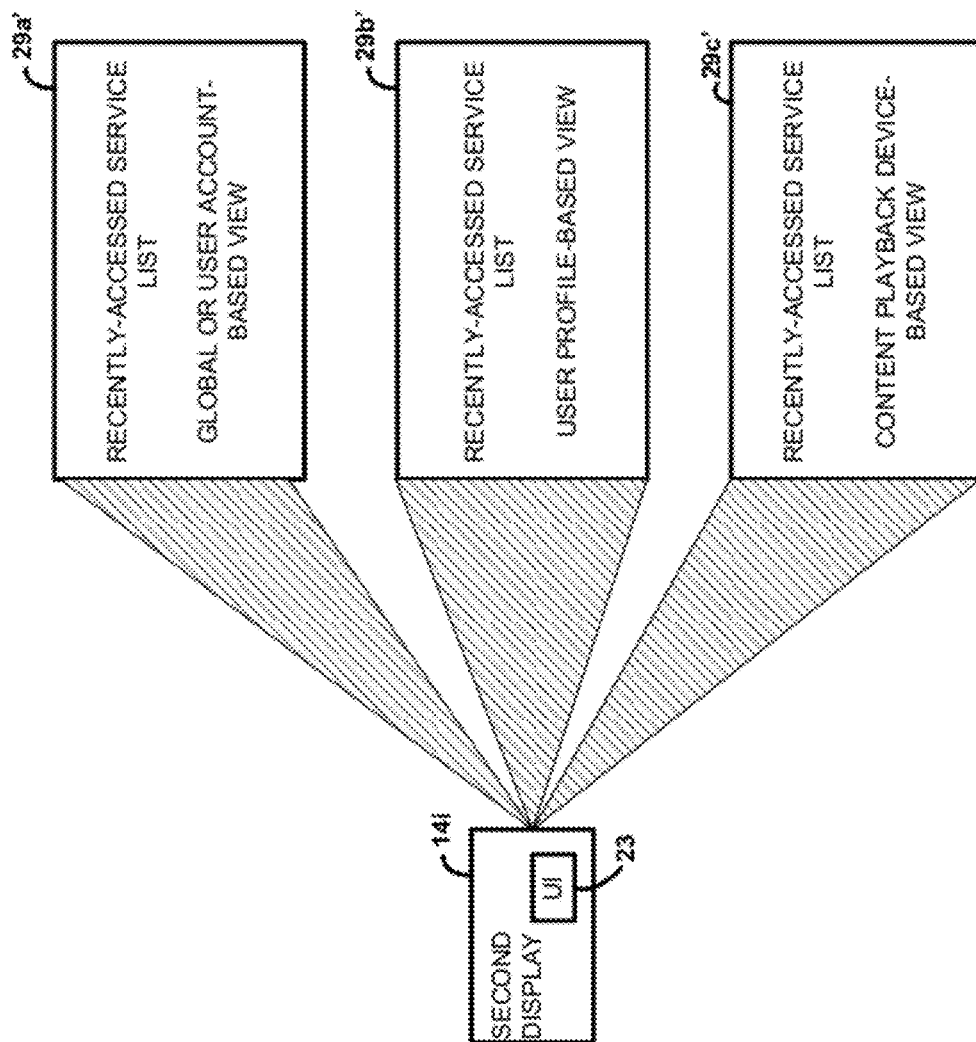 29a'
RECENTLY-ACCESSED SERVICE
LIST
GLOBAL OR USER ACCOUNT-
BASED VIEW
29b'
RECENTLY-ACCESSED SERVICE
LIST
USER PROFILE-BASED VIEW
29c'
RECENTLY-ACCESSED SERVICE
LIST
CONTENT PLAYBACK DEVICE-
BASED VIEW
14i
SECOND
DISPLAY
UI
23